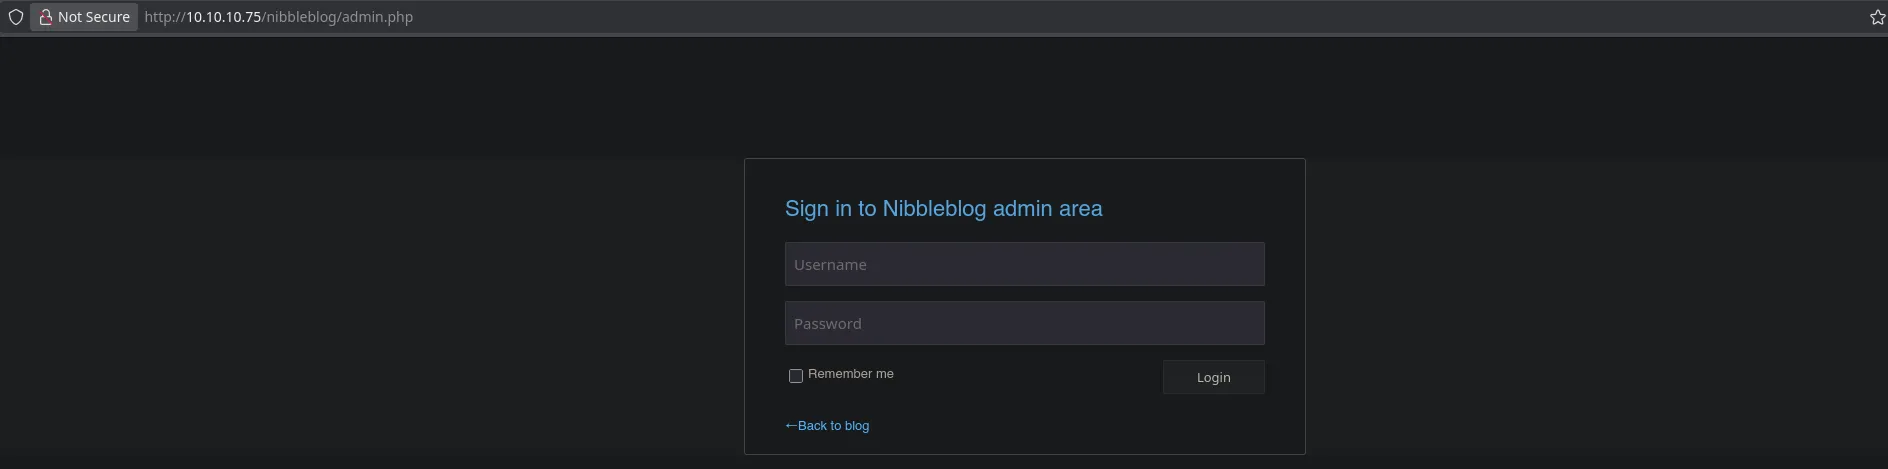 Not Secure http://10.10.10.75/nibbleblog/admin.php
Sign in to Nibbleblog admin area
Username
Password
Remember me
Login
←Back to blog